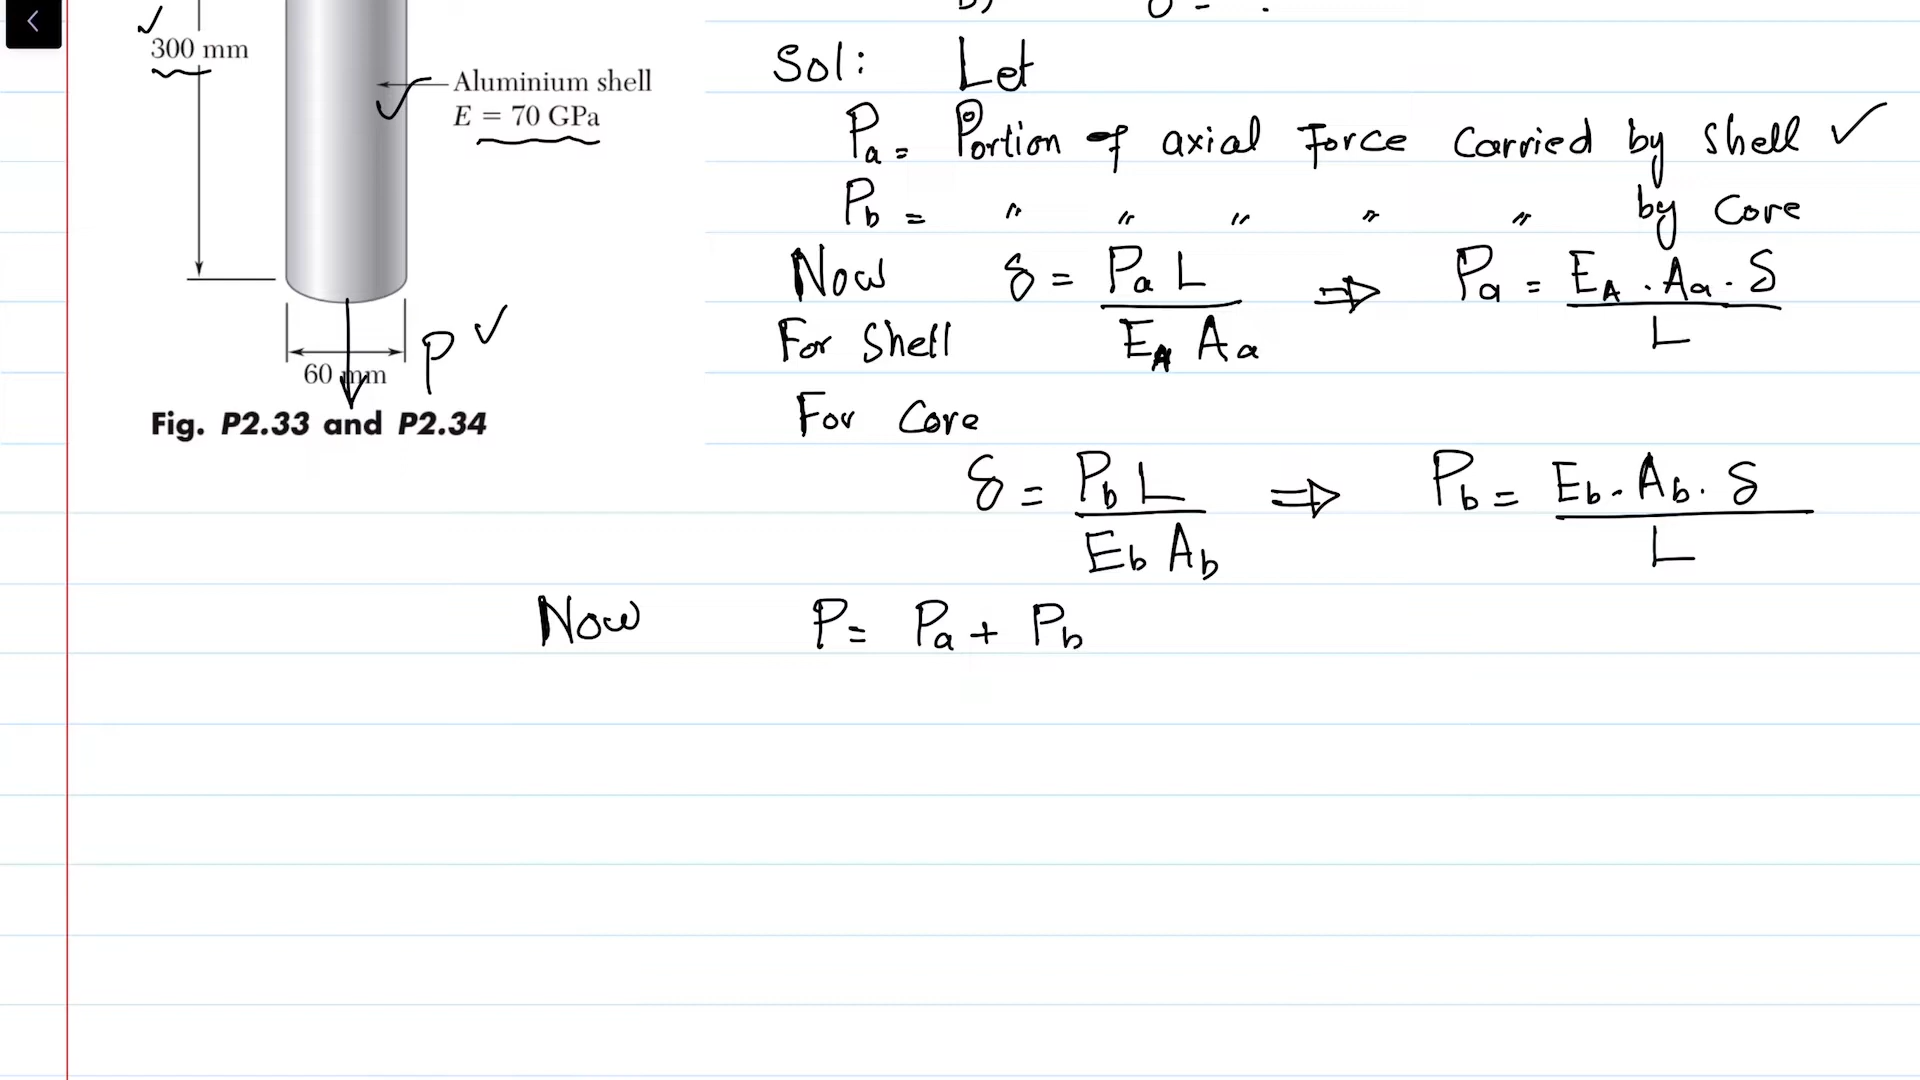 300 mm
Aluminium shell
E = 70 GPa
60 mm
P
Fig. P2.33 and P2.34
Sol: Let
Pa = Portion of axial Force Carried by shell
Pb = " " " " " by Core
Now δ = Pa L / EA Aa ⇒ Pa = EA . Aa . δ / L
For Shell
For Core
δ = Pb L / Eb Ab ⇒ Pb = Eb . Ab . δ / L
Now P = Pa + Pb